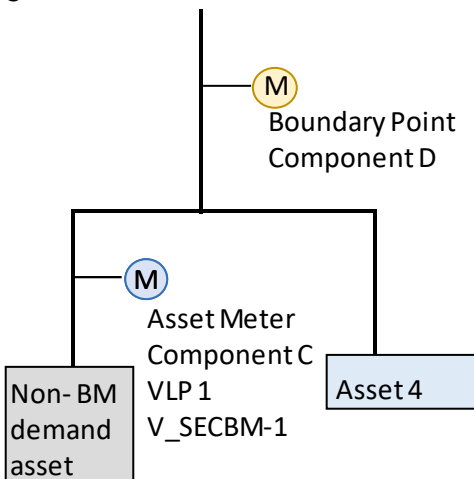 g
M
Boundary Point
Component D
M
Asset Meter
Component C
VLP 1
V_SECBM-1
Non- BM
demand
asset
Asset 4